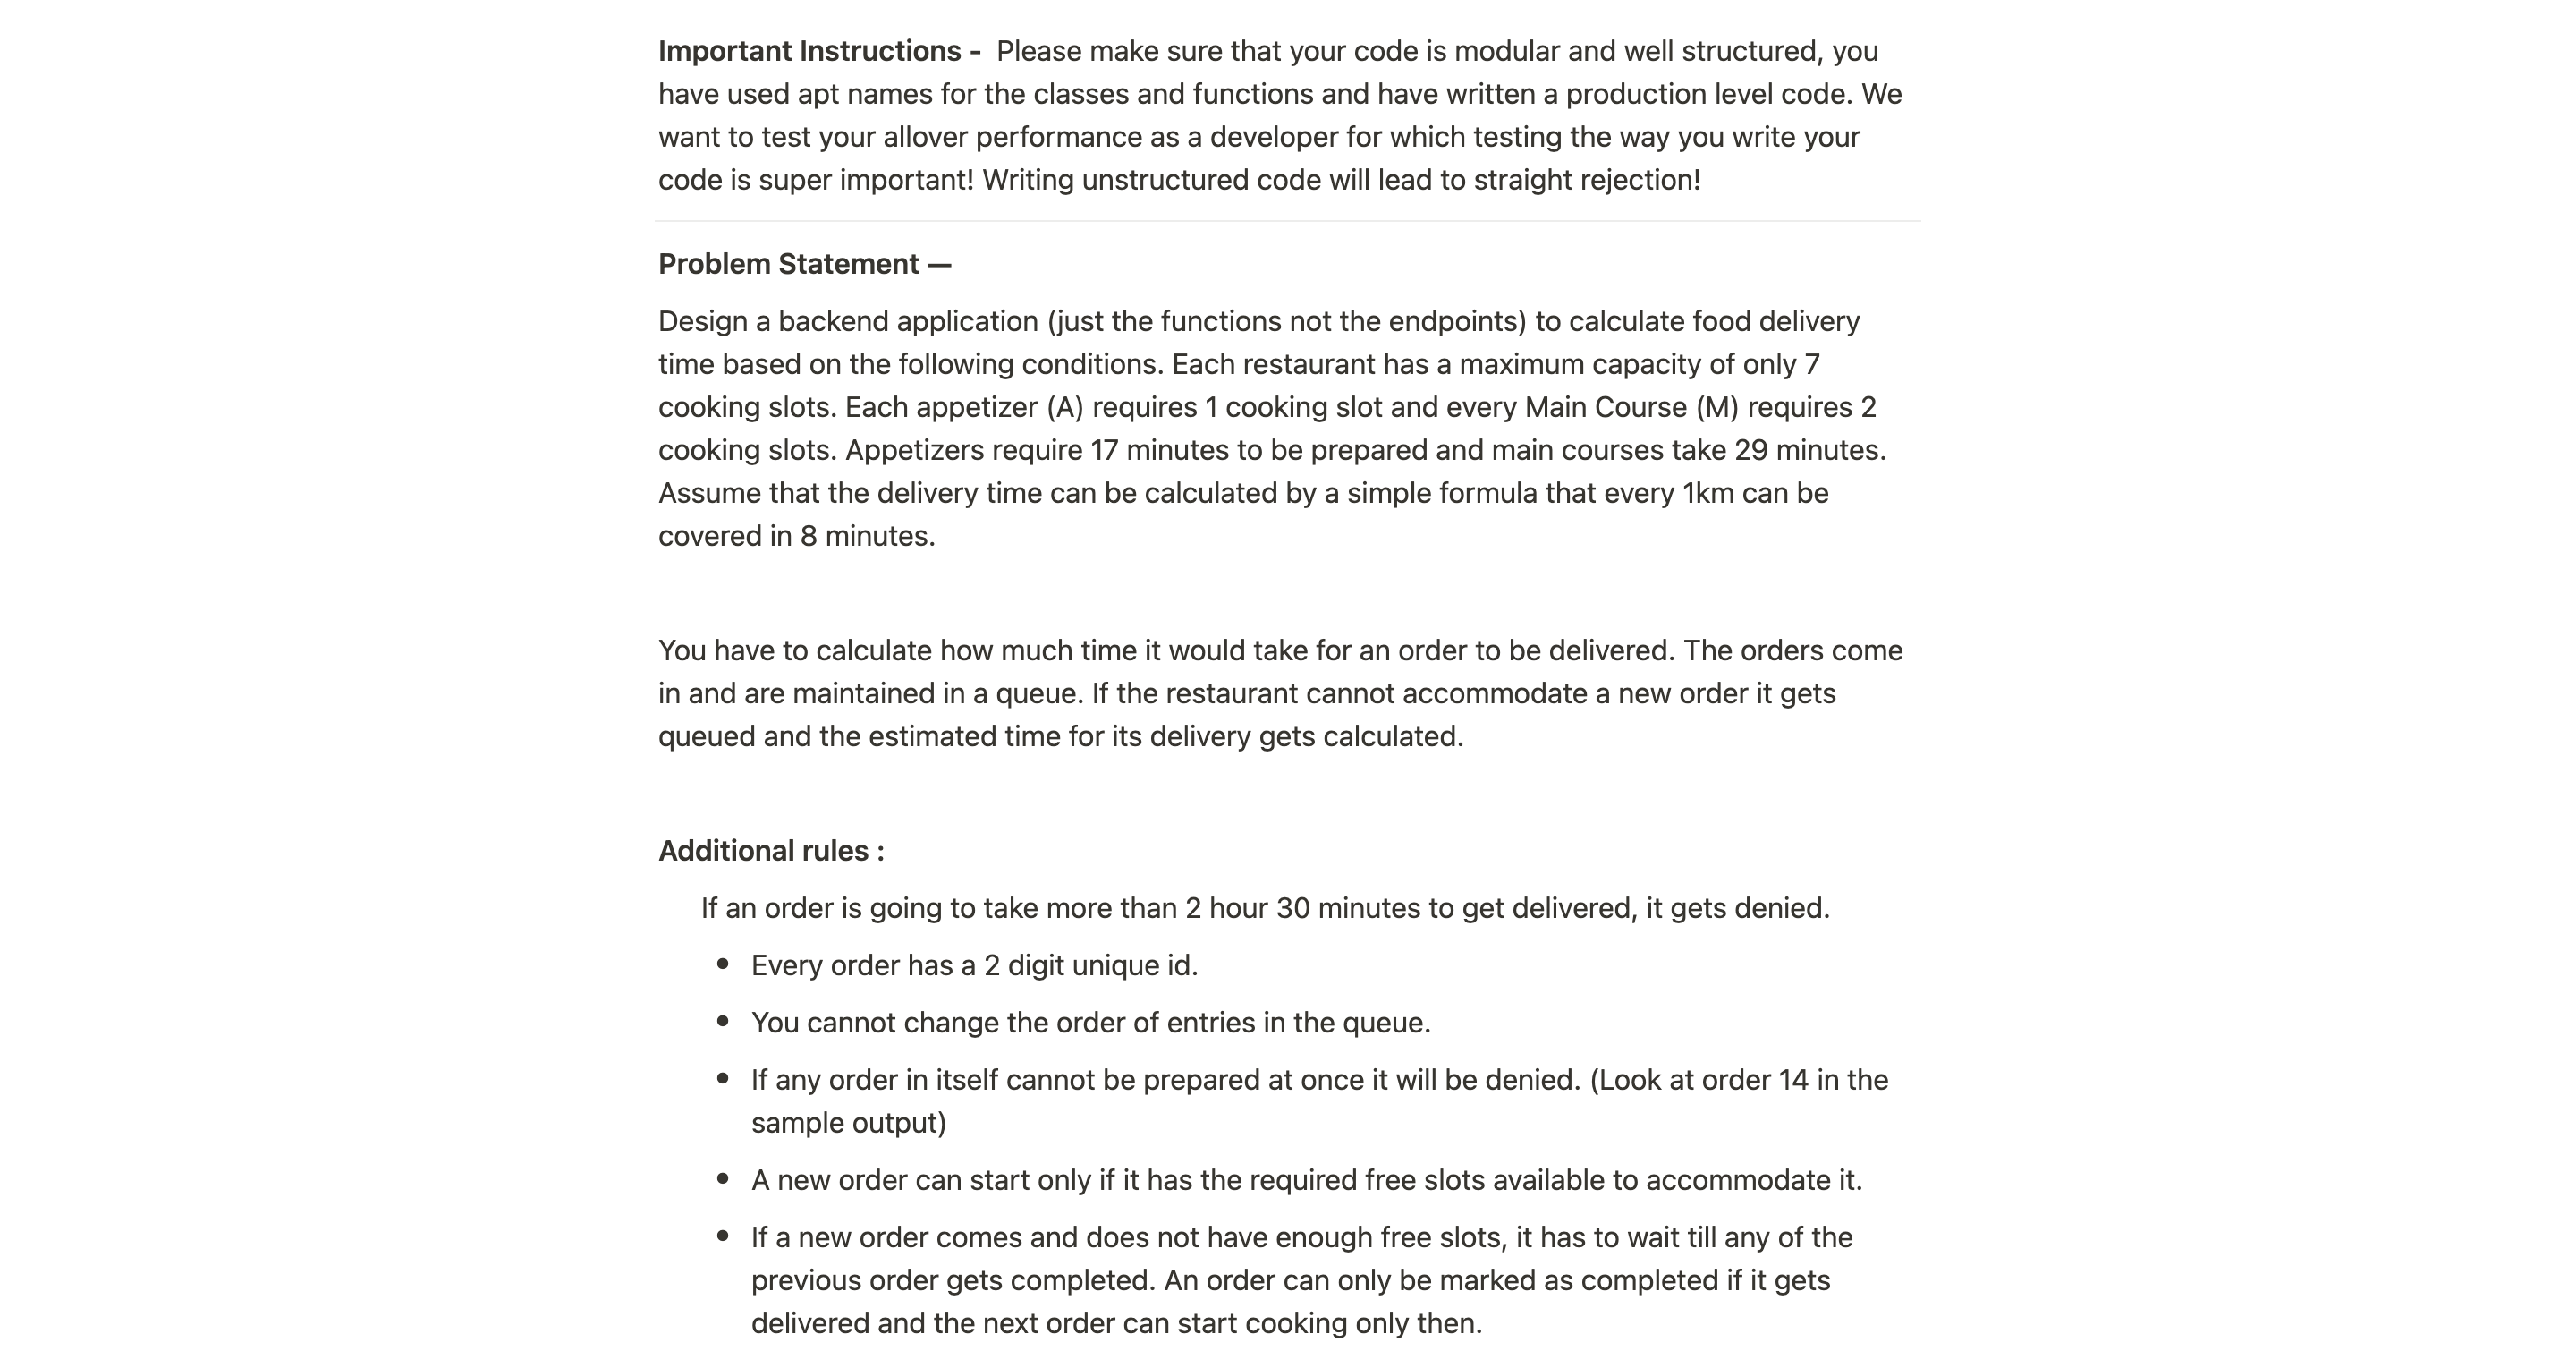 Important Instructions -  Please make sure that your code is modular and well structured, you
have used apt names for the classes and functions and have written a production level code. We
want to test your allover performance as a developer for which testing the way you write your
code is super important! Writing unstructured code will lead to straight rejection!
Problem Statement —
Design a backend application (just the functions not the endpoints) to calculate food delivery
time based on the following conditions. Each restaurant has a maximum capacity of only 7
cooking slots. Each appetizer (A) requires 1 cooking slot and every Main Course (M) requires 2
cooking slots. Appetizers require 17 minutes to be prepared and main courses take 29 minutes.
Assume that the delivery time can be calculated by a simple formula that every 1km can be
covered in 8 minutes.
You have to calculate how much time it would take for an order to be delivered. The orders come
in and are maintained in a queue. If the restaurant cannot accommodate a new order it gets
queued and the estimated time for its delivery gets calculated.
Additional rules :
If an order is going to take more than 2 hour 30 minutes to get delivered, it gets denied.
• Every order has a 2 digit unique id.
• You cannot change the order of entries in the queue.
• If any order in itself cannot be prepared at once it will be denied. (Look at order 14 in the
sample output)
• A new order can start only if it has the required free slots available to accommodate it.
• If a new order comes and does not have enough free slots, it has to wait till any of the
previous order gets completed. An order can only be marked as completed if it gets
delivered and the next order can start cooking only then.